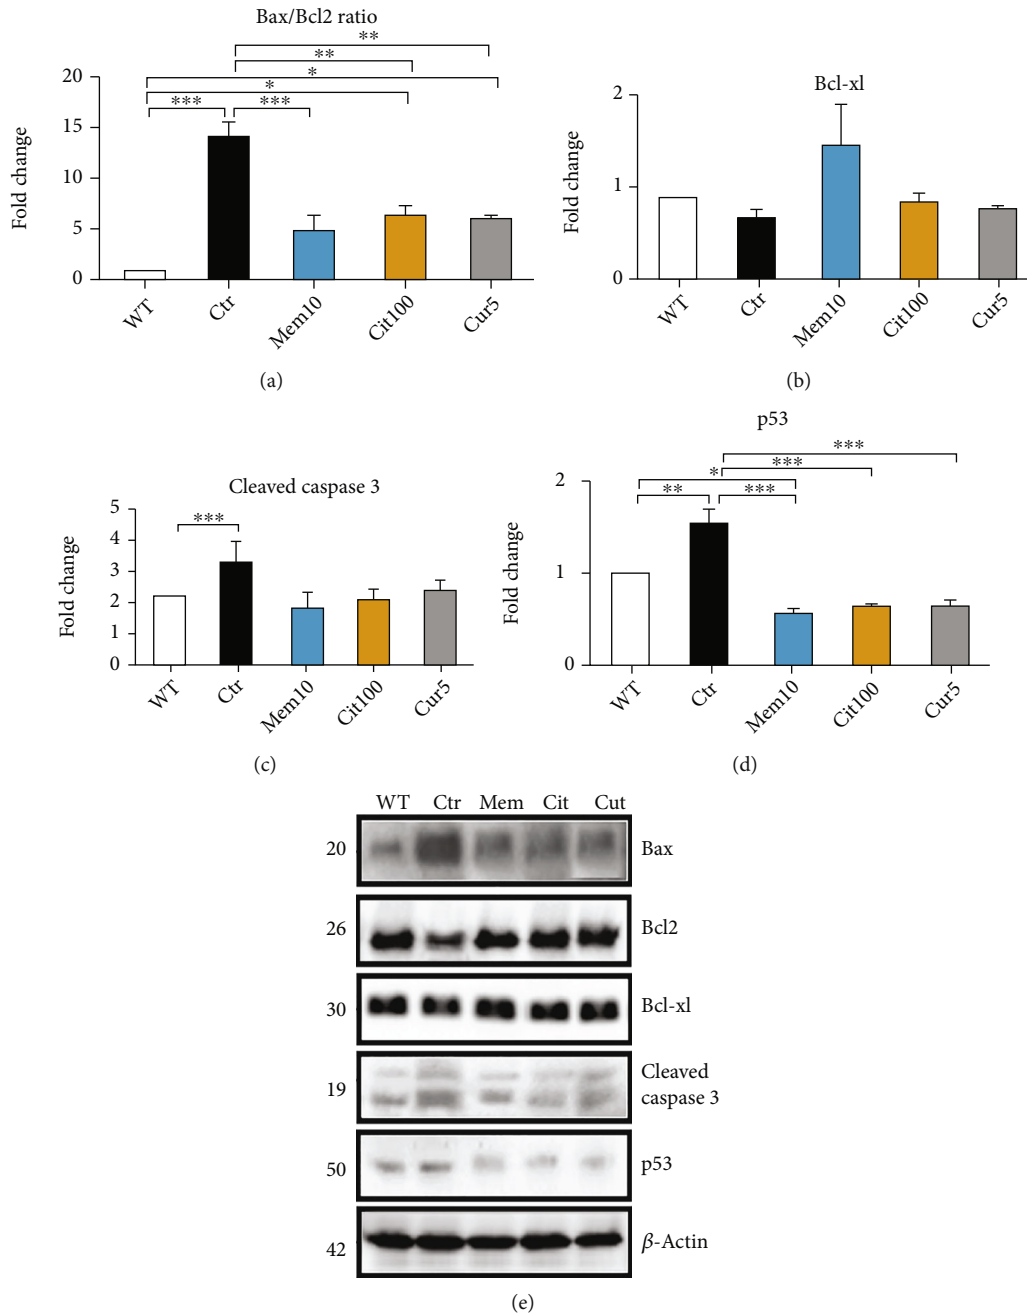 Bax/Bcl2 ratio
**
**
*
*
*** ***
Fold change
20
15
10
5
0
WT Ctr Mem10 Cit100 Cur5
(a)
Bcl-xl
Fold change
2
1
0
WT Ctr Mem10 Cit100 Cur5
(b)
Cleaved caspase 3
***
Fold change
5
4
3
2
1
0
WT Ctr Mem10 Cit100 Cur5
(c)
p53
***
***
*
** ***
Fold change
2
1
0
WT Ctr Mem10 Cit100 Cur5
(d)
WT Ctr Mem Cit Cut
20 Bax
26 Bcl2
30 Bcl-xl
19 Cleaved
caspase 3
50 p53
42 β-Actin
(e)